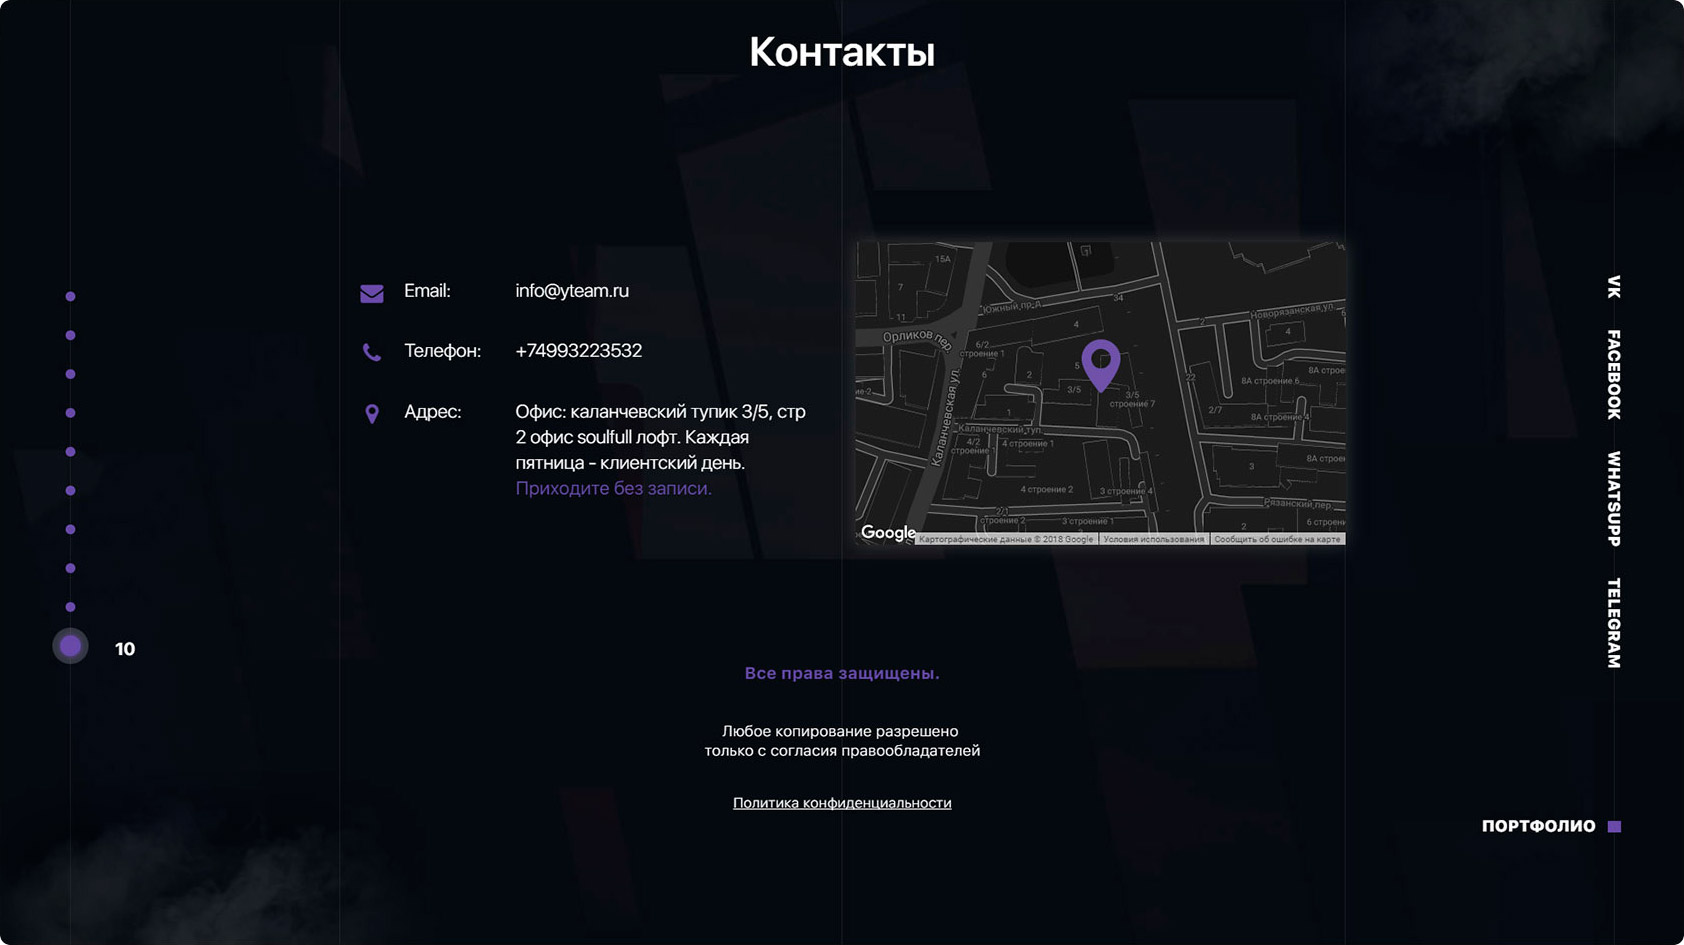 Контакты
Email:
info@yteam.ru
Телефон:
+74993223532
Адрес:
Офис: каланчевский тупик 3/5, стр
2 офис soulfull лофт. Каждая
пятница - клиентский день.
Приходите без записи.
15А
7
11
Южный пр-А
34
Орликов пер.
Новорязанская ул.
2
4
4
6/2
строение 1
6
2
5
3/5
3/5
строение 7
22
8А строение 6
8А строе
2/7
8А строение 4
1
Каланчевская ул.
Каланчевский туп.
4/2
строение 1
4 строение 1
3
8А строен
4 строение 2
3 строение 4
Рязанский пер.
2/1
строение 2
3 строение 1
3
2
6 строени
Google
Картографические данные © 2018 Google
Условия использования
Сообщить об ошибке на карте
VK
FACEBOOK
WHATSUPP
TELEGRAM
10
Все права защищены.
Любое копирование разрешено
только с согласия правообладателей
Политика конфиденциальности
ПОРТФОЛИО